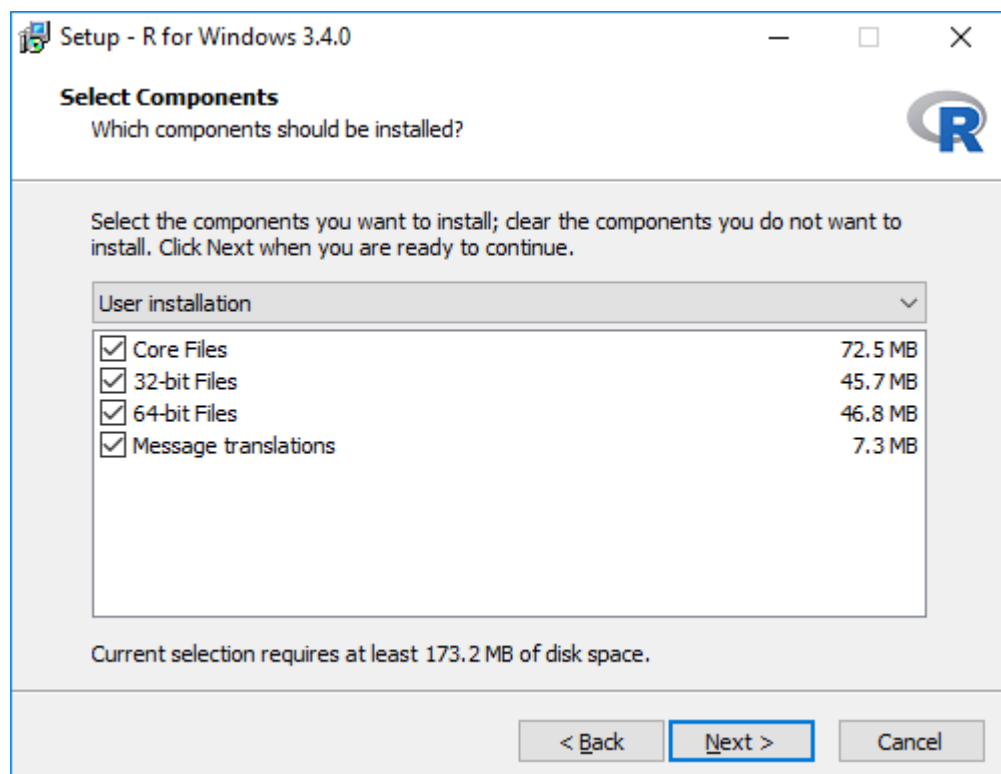 Setup - R for Windows 3.4.0
Select Components
Which components should be installed?
R
Select the components you want to install; clear the components you do not want to
install. Click Next when you are ready to continue.
User installation
Core Files 72.5 MB
32-bit Files 45.7 MB
64-bit Files 46.8 MB
Message translations 7.3 MB
Current selection requires at least 173.2 MB of disk space.
< Back Next > Cancel